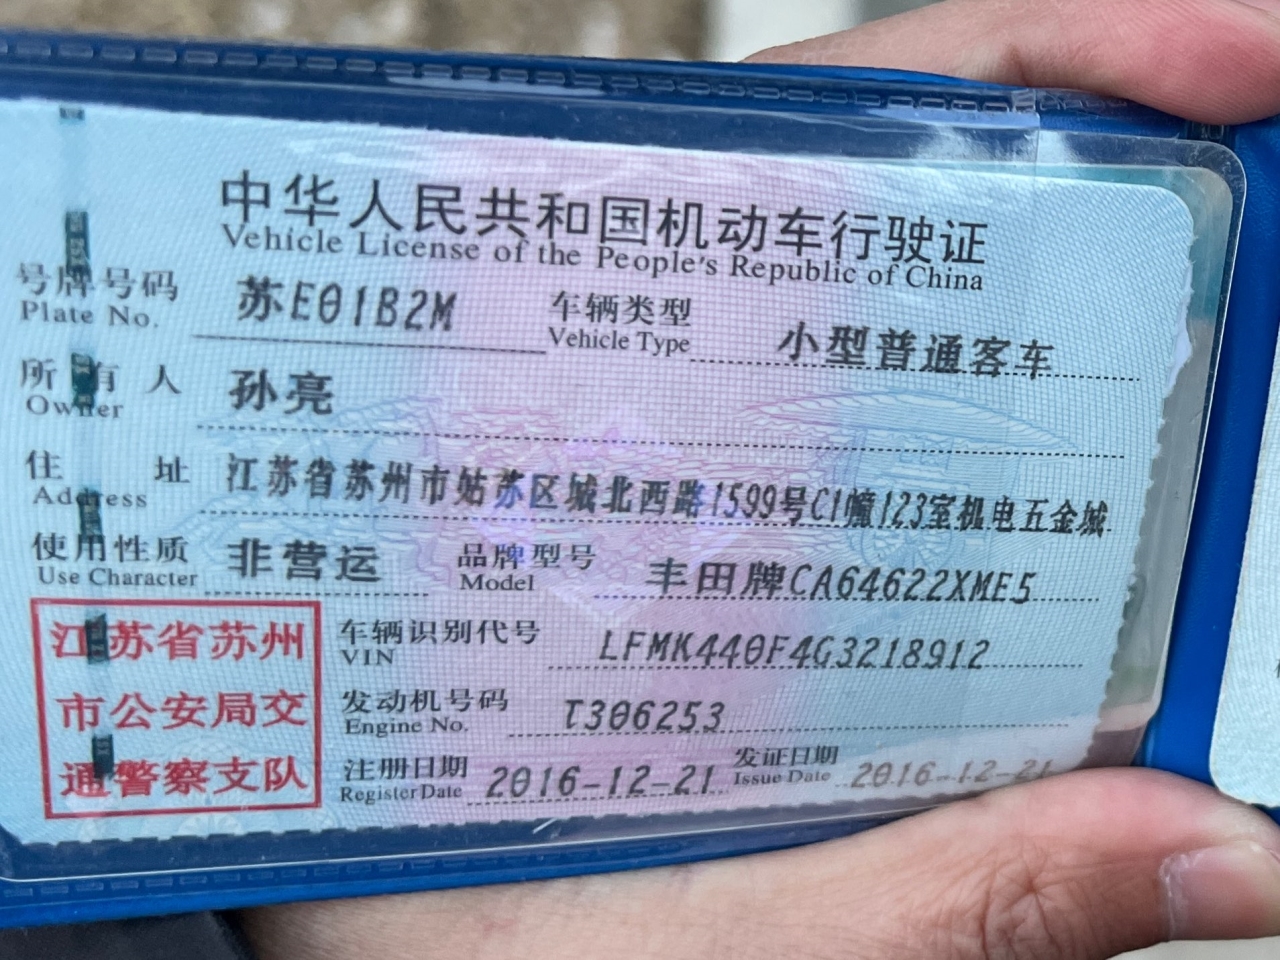 中华人民共和国机动车行驶证
Vehicle License of the People's Republic of China
号牌号码 苏E01B2M 车辆类型 小型普通客车
Plate No. Vehicle Type
所有人 孙亮
Owner
住址 江苏省苏州市姑苏区城北西路1599号C1幢123室机电五金城
Address
使用性质 非营运 品牌型号 丰田牌CA64622XME5
Use Character Model
江苏省苏州
市公安局交
通警察支队
车辆识别代号 LFMK440F4G3218912
VIN
发动机号码 T306253
Engine No.
注册日期 2016-12-21 发证日期 2016-12-21
Register Date Issue Date